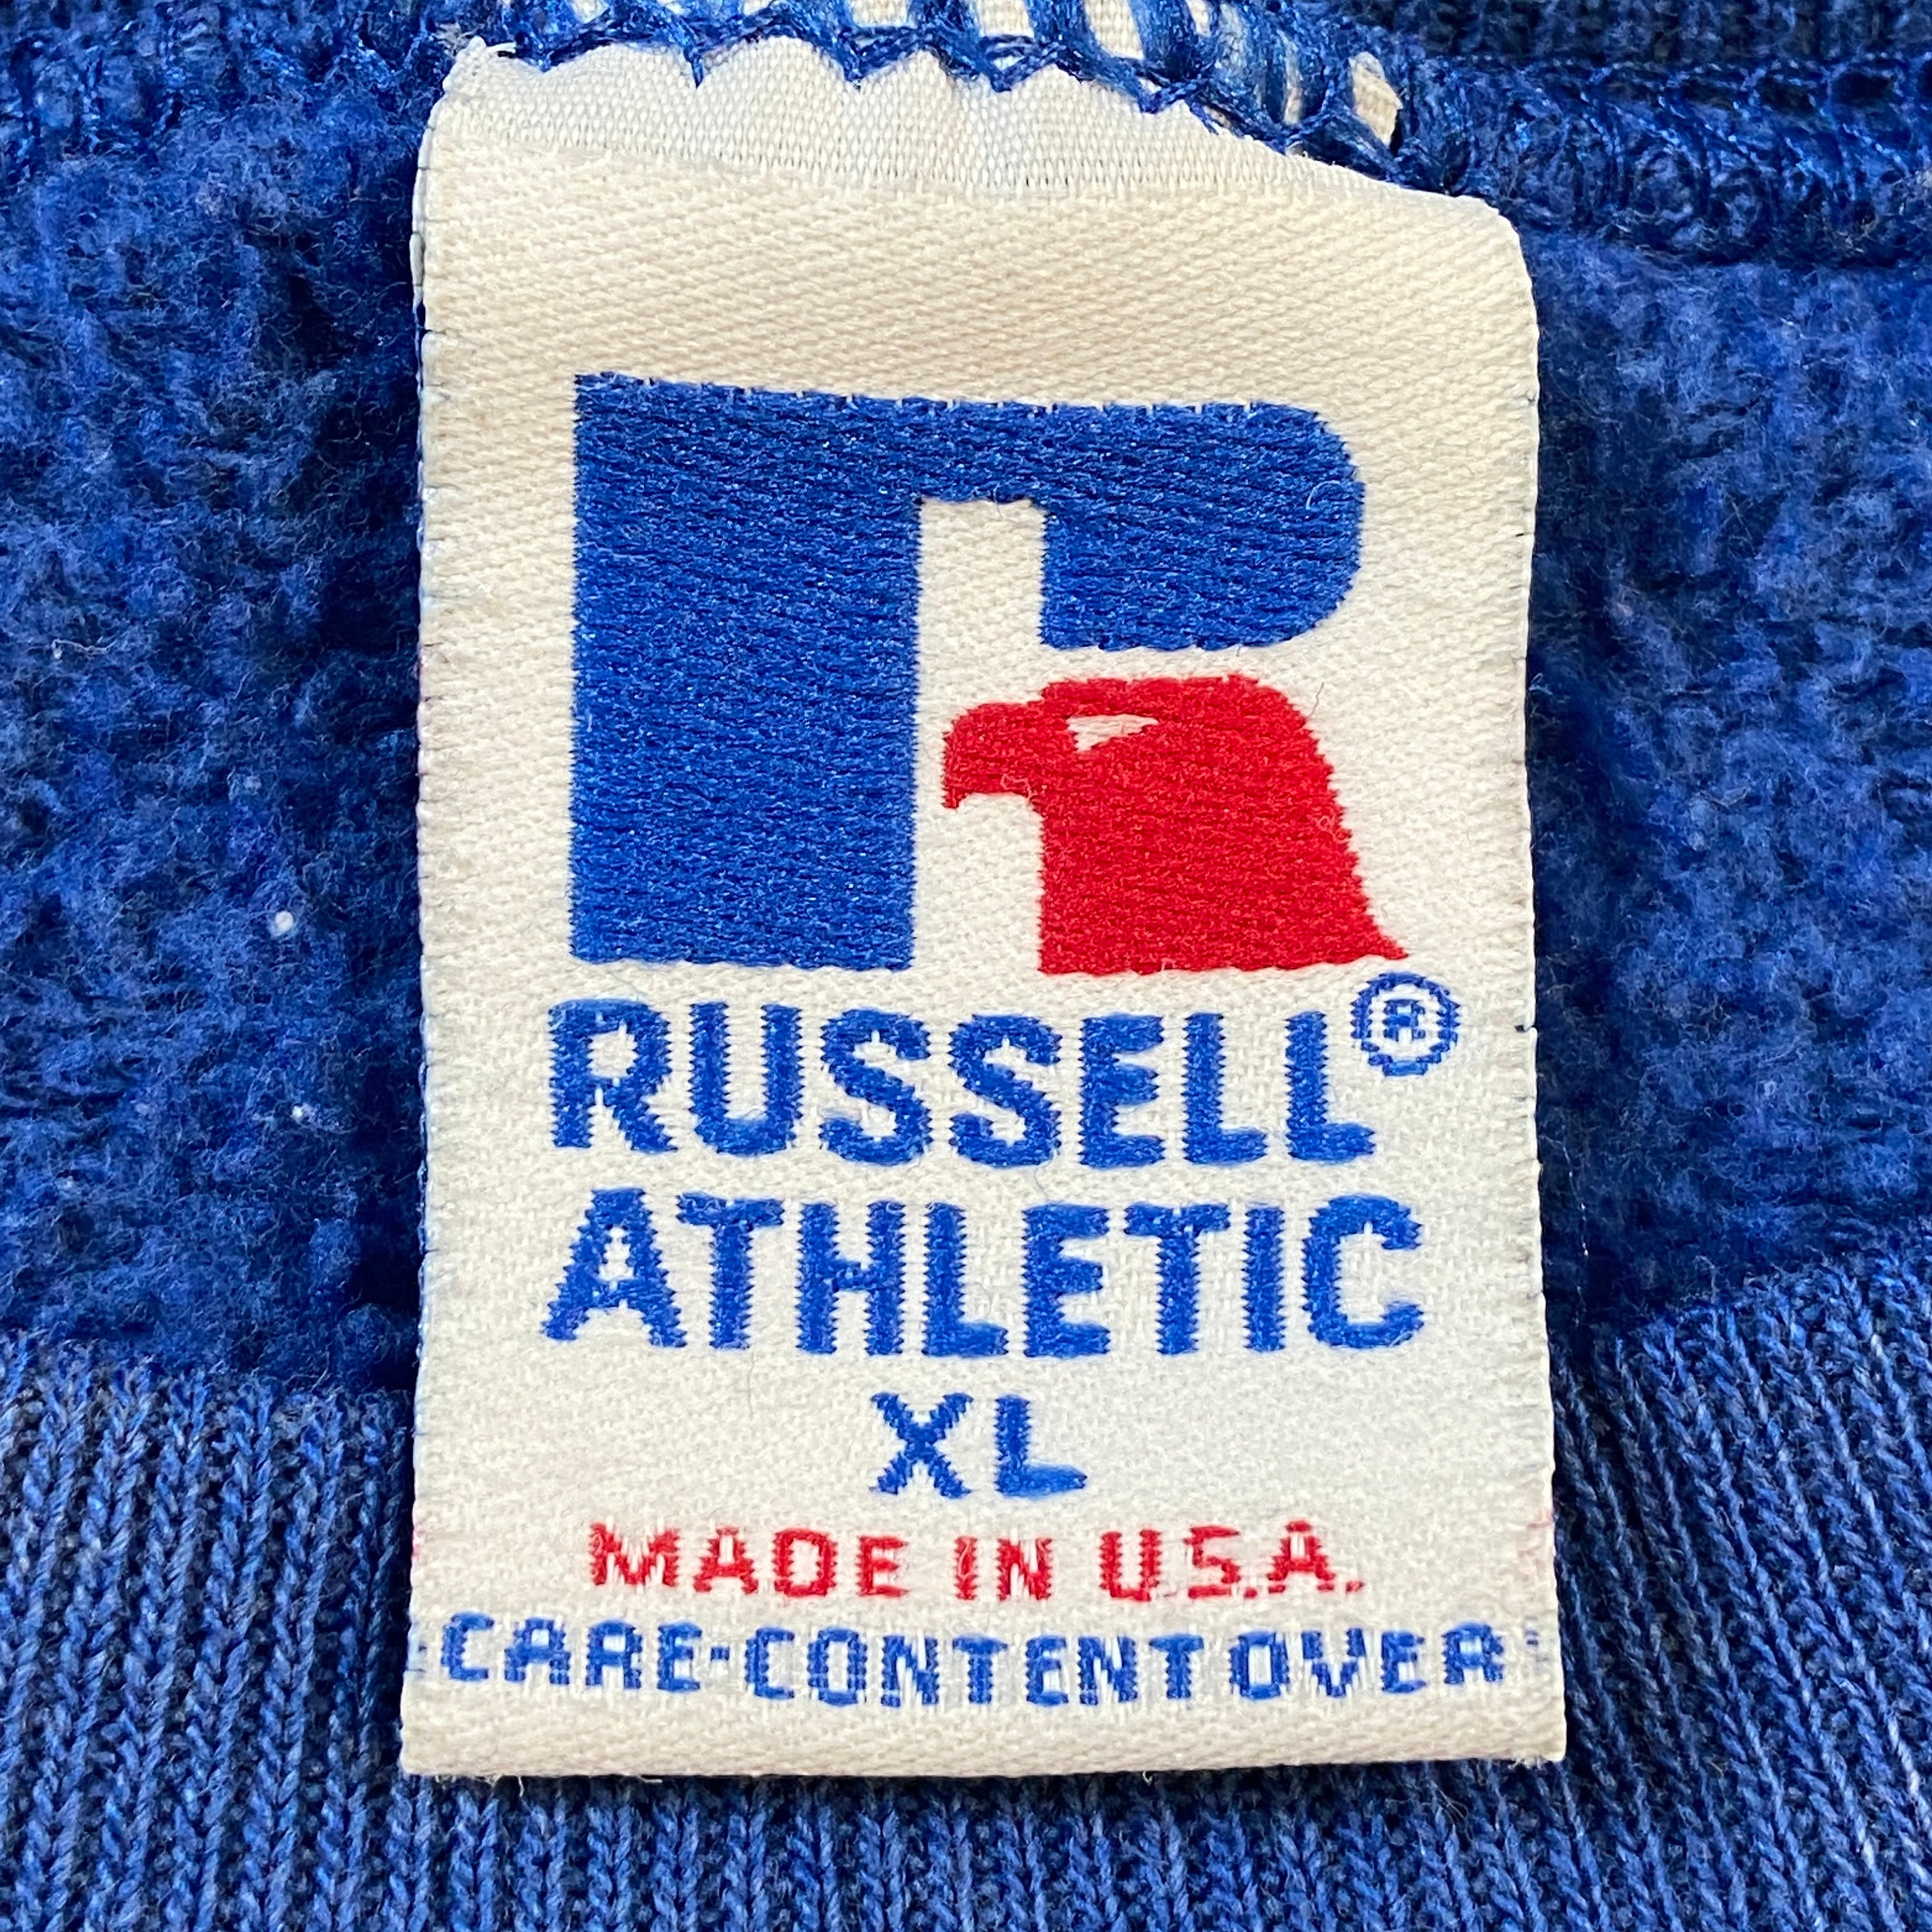 RUSSELL®
ATHLETIC
XL
MADE IN U.S.A.
CARE-CONTENT OVER